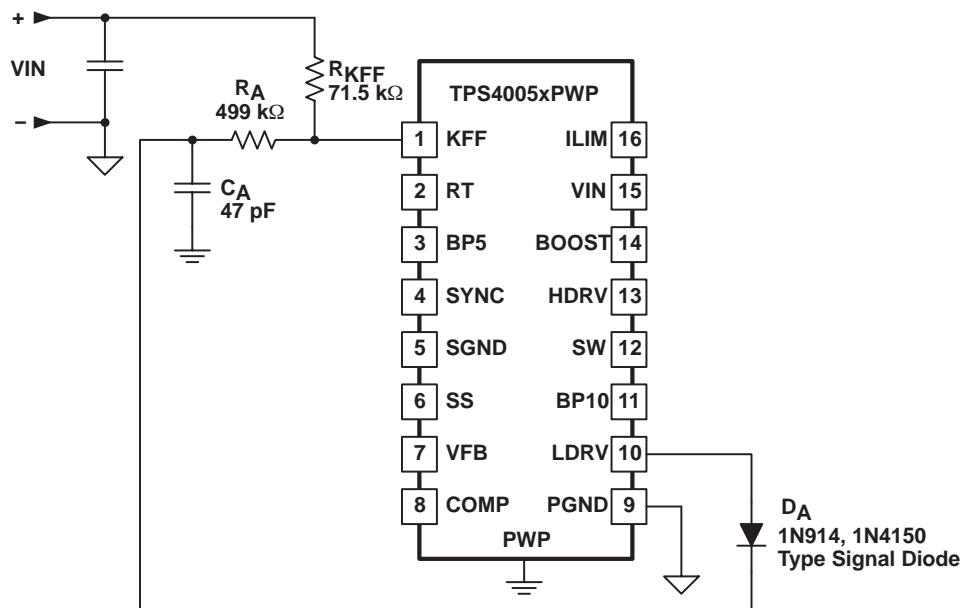 +
VIN
−
RA
499 kΩ
RKFF
71.5 kΩ
CA
47 pF
TPS4005xPWP
1 KFF
ILIM 16
2 RT
VIN 15
3 BP5
BOOST 14
4 SYNC
HDRV 13
5 SGND
SW 12
6 SS
BP10 11
7 VFB
LDRV 10
8 COMP
PGND 9
PWP
DA
1N914, 1N4150
Type Signal Diode